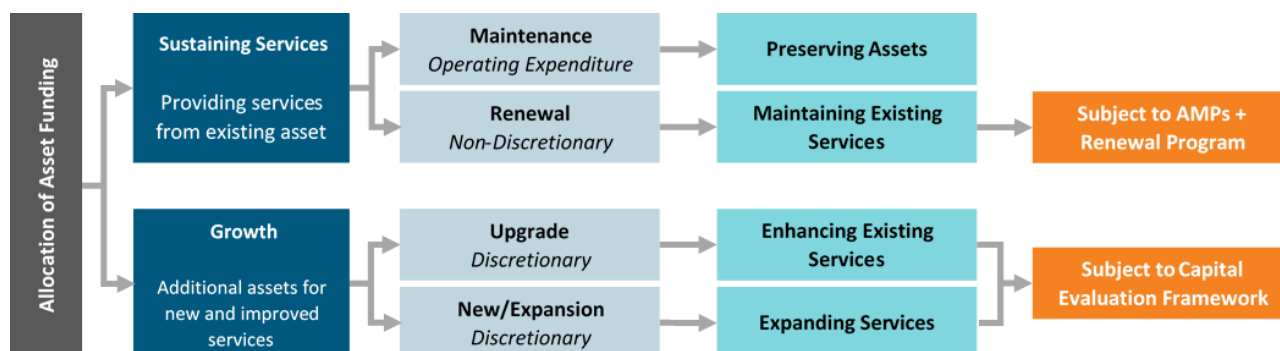 Allocation of Asset Funding
Sustaining Services
Providing services
from existing asset
Maintenance
Operating Expenditure
Preserving Assets
Renewal
Non-Discretionary
Maintaining Existing
Services
Subject to AMPs +
Renewal Program
Growth
Additional assets for
new and improved
services
Upgrade
Discretionary
Enhancing Existing
Services
New/Expansion
Discretionary
Expanding Services
Subject to Capital
Evaluation Framework